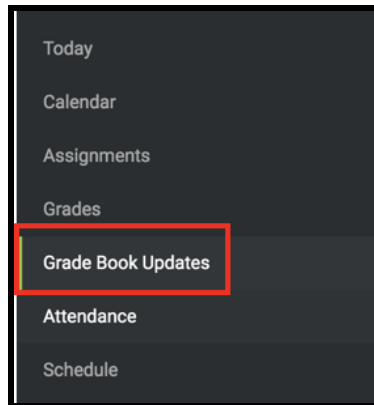 Today
Calendar
Assignments
Grades
Grade Book Updates
Attendance
Schedule